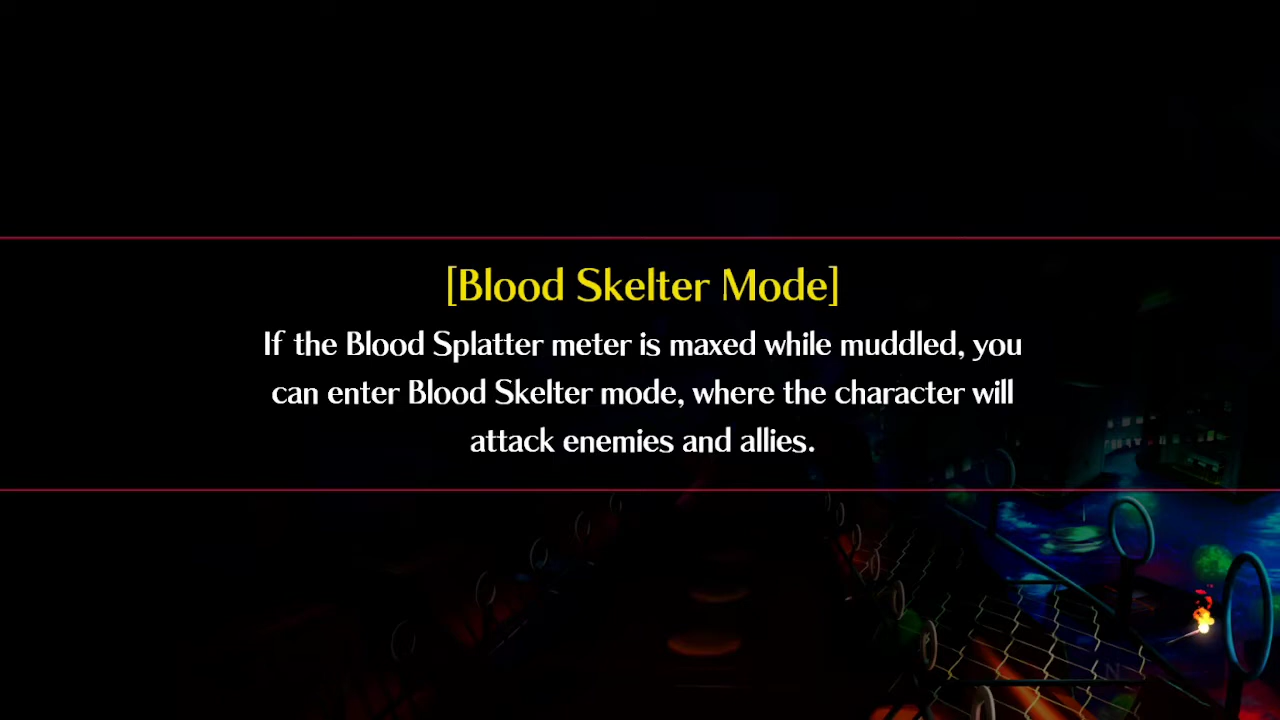 [Blood Skelter Mode]
If the Blood Splatter meter is maxed while muddled, you
can enter Blood Skelter mode, where the character will
attack enemies and allies.
N